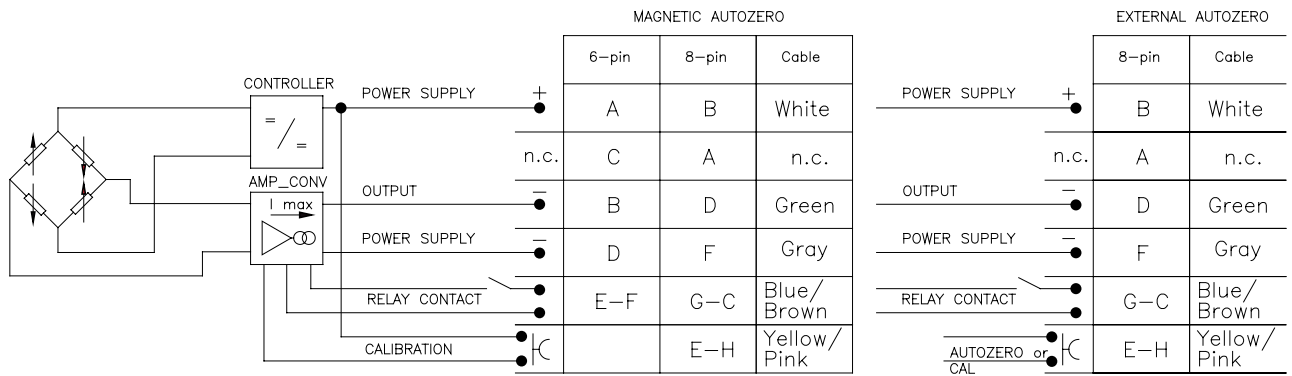 MAGNETIC AUTOZERO
EXTERNAL AUTOZERO
6-pin 8-pin Cable
8-pin Cable
CONTROLLER
= / =
POWER SUPPLY + A B White
POWER SUPPLY + B White
n.c. C A n.c.
n.c. A n.c.
AMP_CONV
I max
OUTPUT - B D Green
OUTPUT - D Green
POWER SUPPLY - D F Gray
POWER SUPPLY - F Gray
RELAY CONTACT E-F G-C Blue/
Brown
RELAY CONTACT G-C Blue/
Brown
CALIBRATION E-H Yellow/
Pink
AUTOZERO or
CAL
E-H Yellow/
Pink